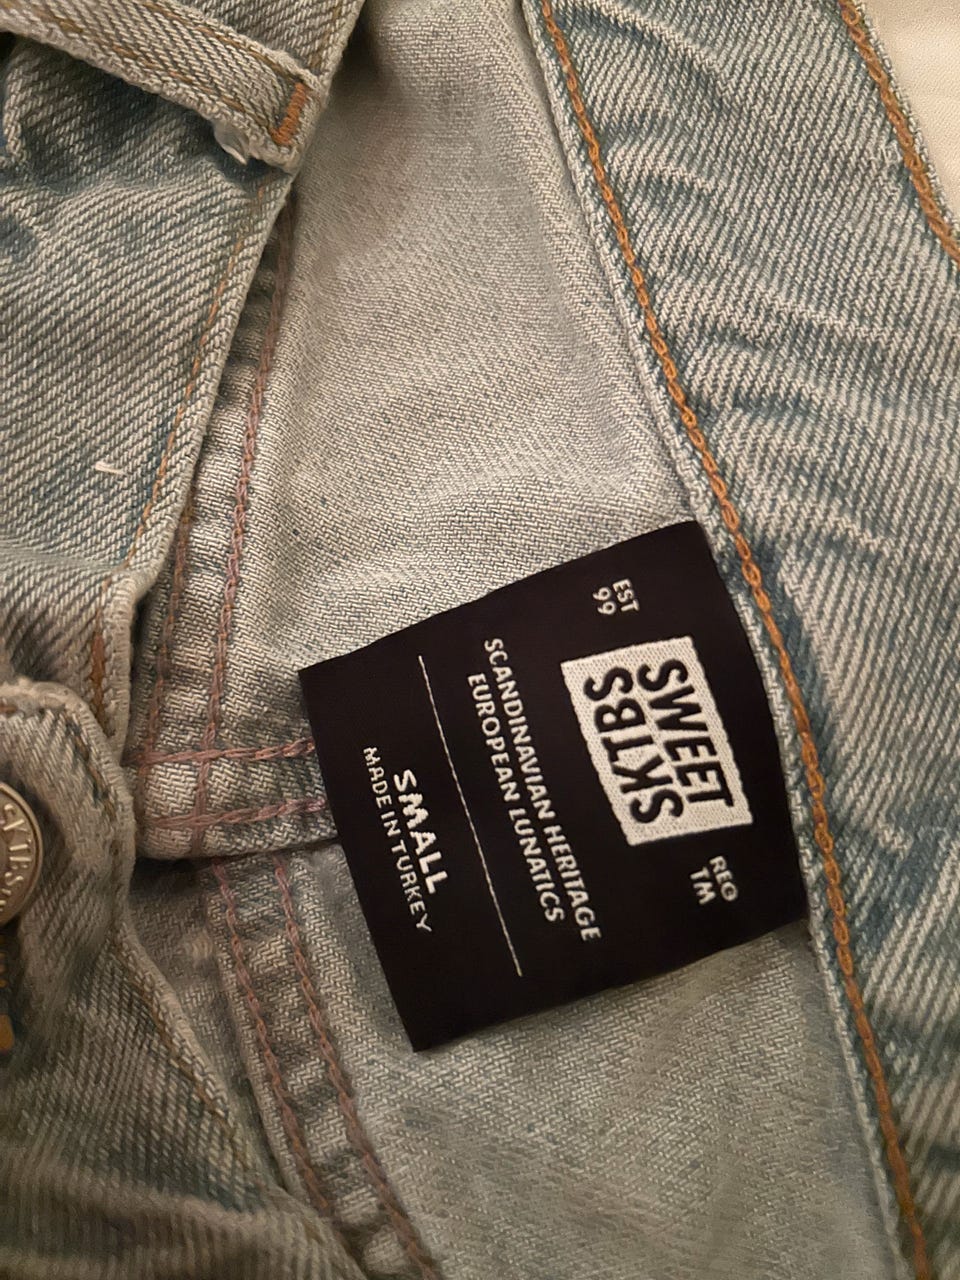 EST
99
SWEET
SKTBS
REG
TM
SCANDINAVIAN HERITAGE
EUROPEAN LUNATICS
SMALL
MADE IN TURKEY